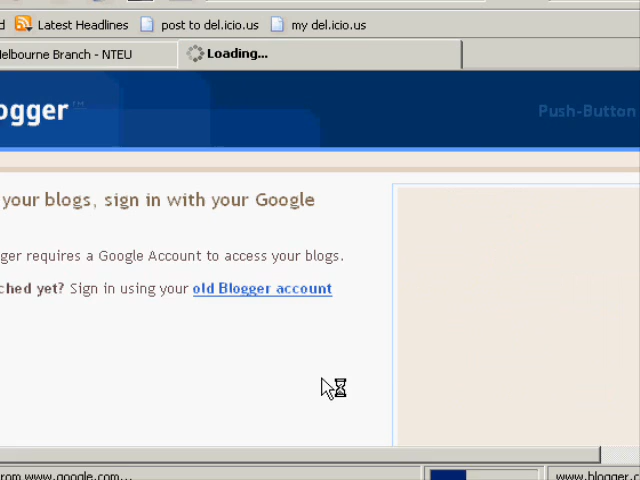 d Latest Headlines post to del.icio.us my del.icio.us
elbourne Branch - NTEU Loading...
ogger™ Push-Button
your blogs, sign in with your Google
ger requires a Google Account to access your blogs.
ched yet? Sign in using your old Blogger account
rom www.google.com... www.blogger.c